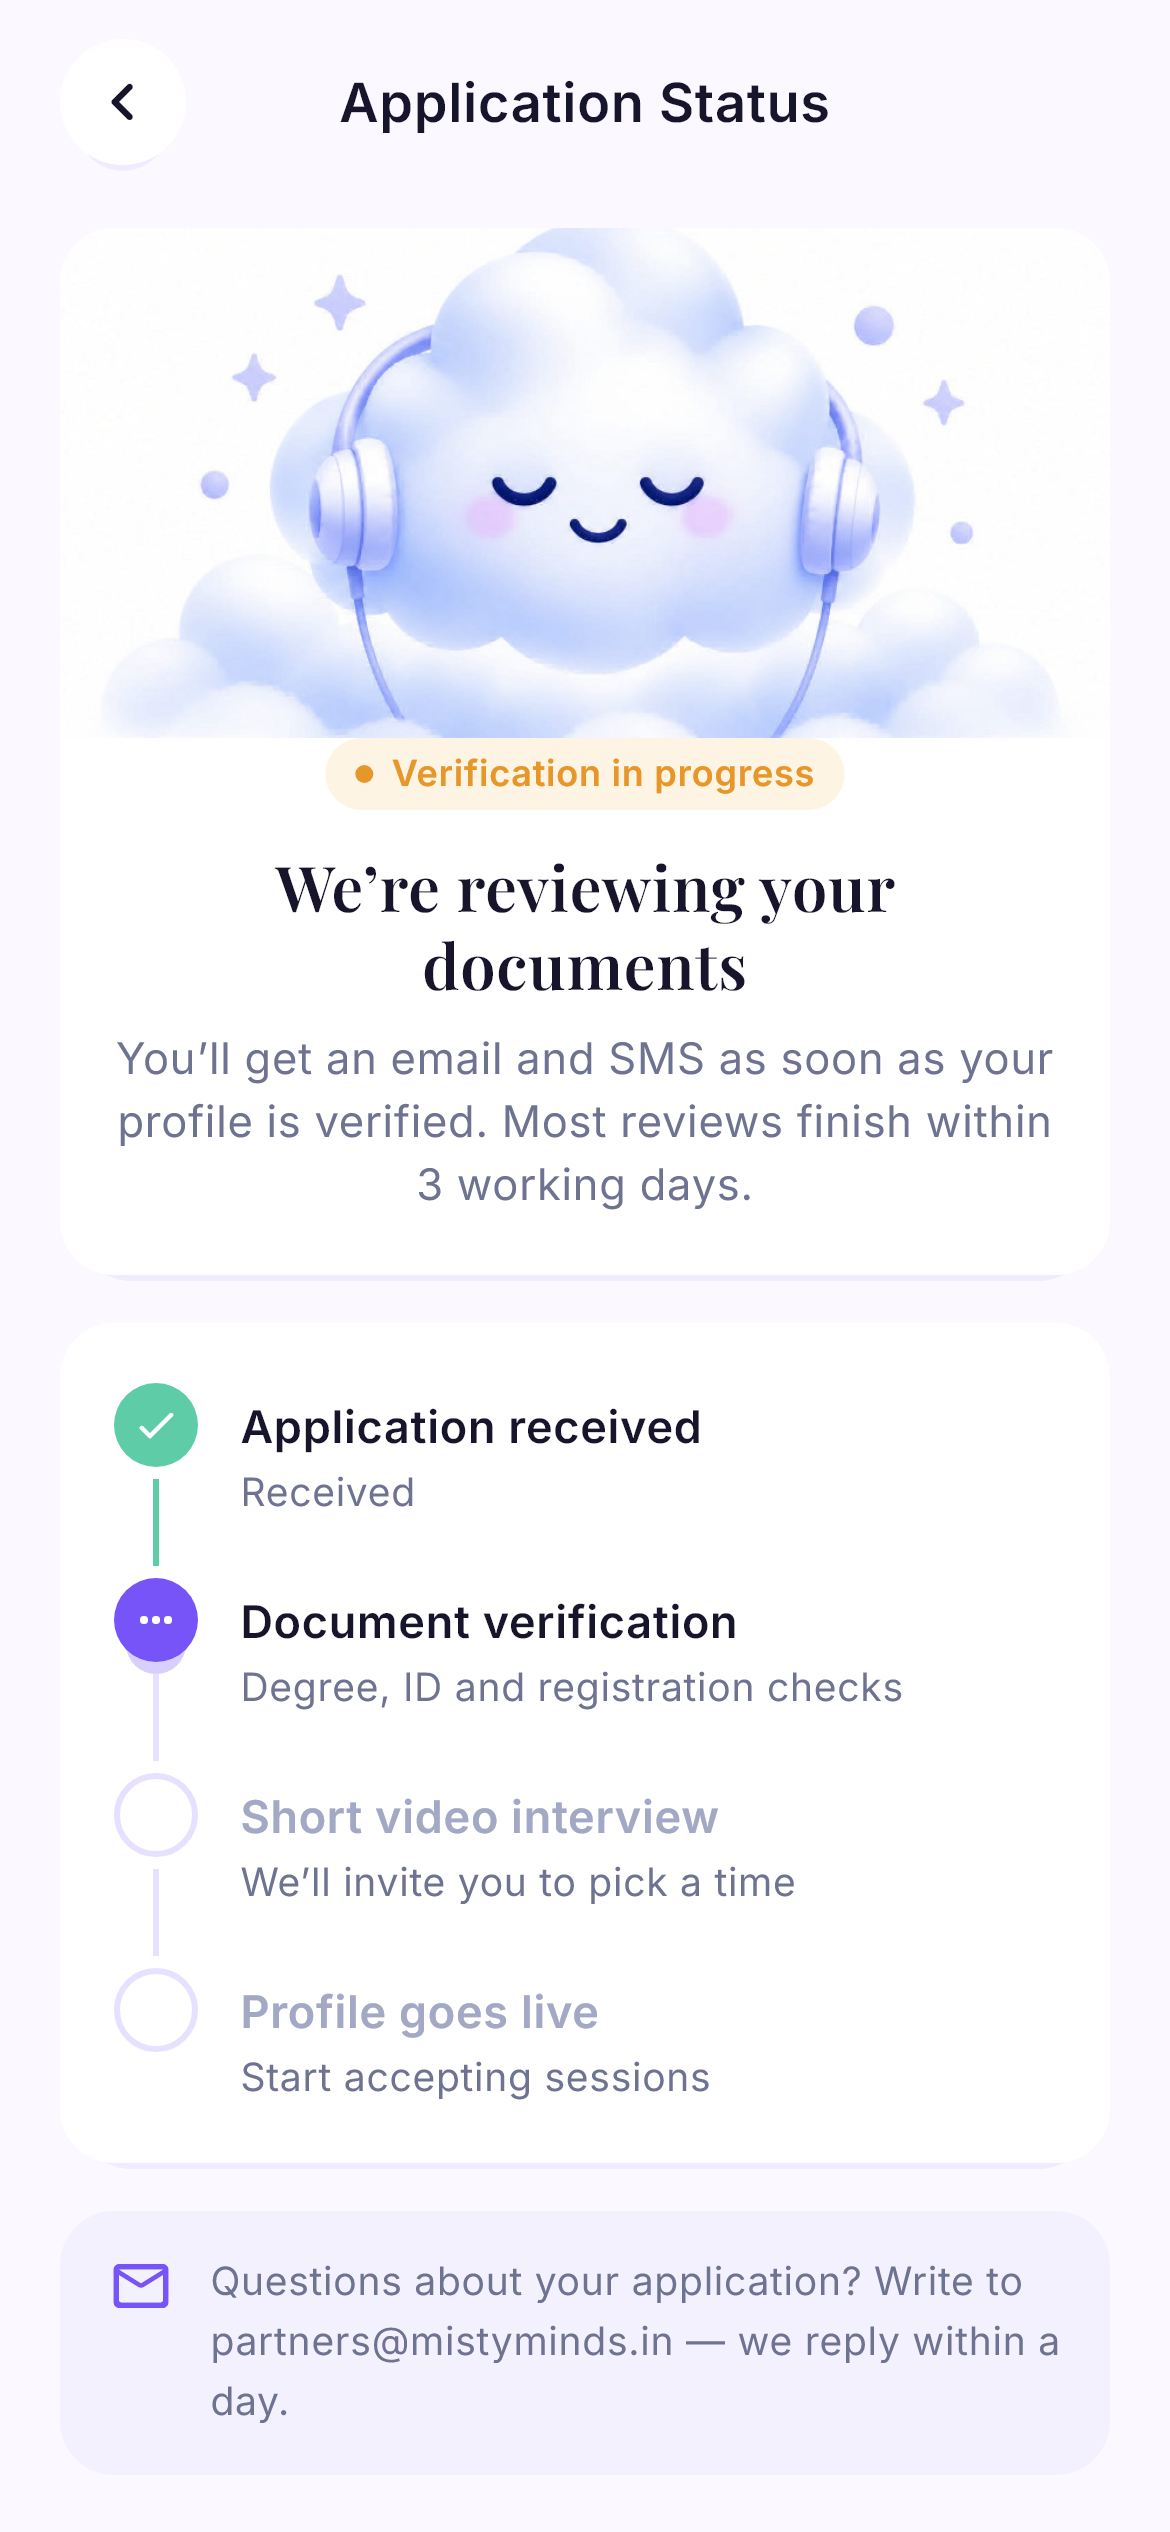 Application Status
Verification in progress
We’re reviewing your
documents
You’ll get an email and SMS as soon as your
profile is verified. Most reviews finish within
3 working days.
Application received
Received
Document verification
Degree, ID and registration checks
Short video interview
We’ll invite you to pick a time
Profile goes live
Start accepting sessions
Questions about your application? Write to
partners@mistyminds.in — we reply within a
day.